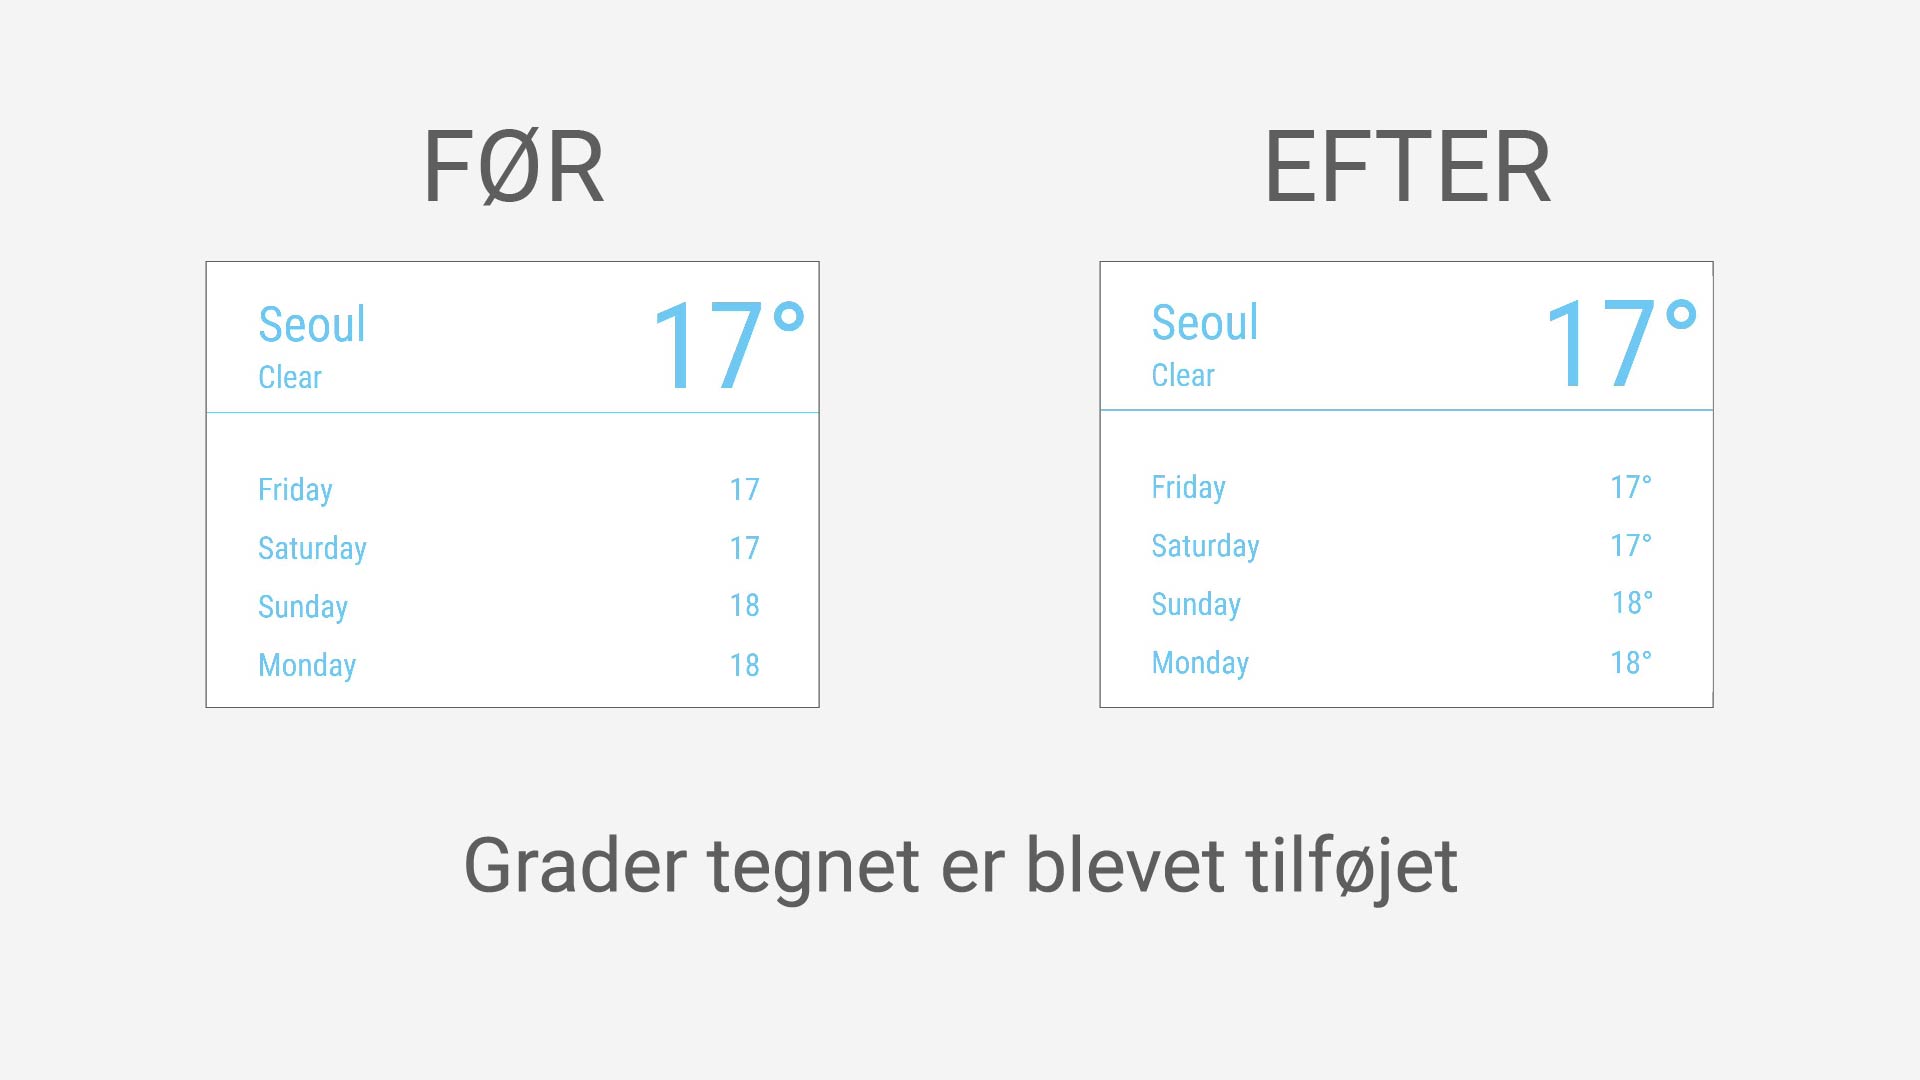 FØR
Seoul 17°
Clear
Friday 17
Saturday 17
Sunday 18
Monday 18
EFTER
Seoul 17°
Clear
Friday 17°
Saturday 17°
Sunday 18°
Monday 18°
Grader tegnet er blevet tilføjet